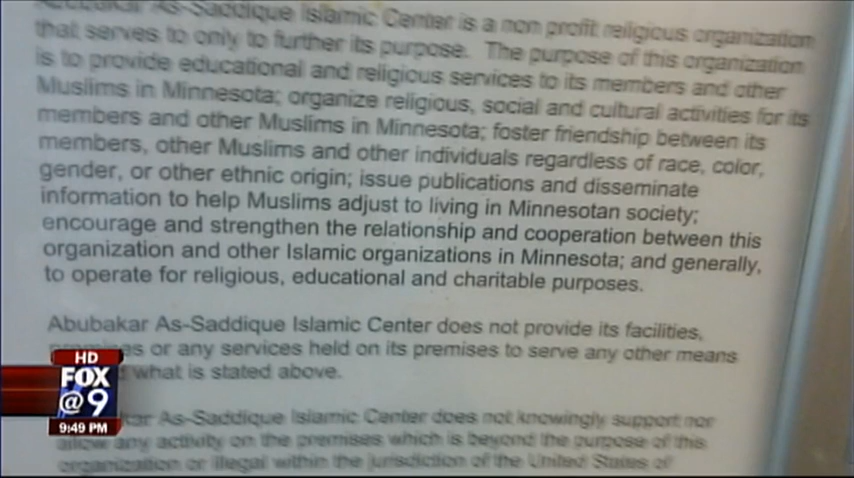 Abubakar As-Saddique Islamic Center is a non profit religious organization
that serves to only to further its purpose. The purpose of this organization
is to provide educational and religious services to its members and other
Muslims in Minnesota; organize religious, social and cultural activities for its
members and other Muslims in Minnesota; foster friendship between its
members, other Muslims and other individuals regardless of race, color,
gender, or other ethnic origin; issue publications and disseminate
information to help Muslims adjust to living in Minnesotan society;
encourage and strengthen the relationship and cooperation between this
organization and other Islamic organizations in Minnesota; and generally,
to operate for religious, educational and charitable purposes.
Abubakar As-Saddique Islamic Center does not provide its facilities,
or any services held on its premises to serve any other means
what is stated above.
As-Saddique Islamic Center does not knowingly support nor
allow any activity on the premises which is beyond the purpose of this
organization or illegal within the jurisdiction of the United States of
HD
FOX
@9
9:49 PM